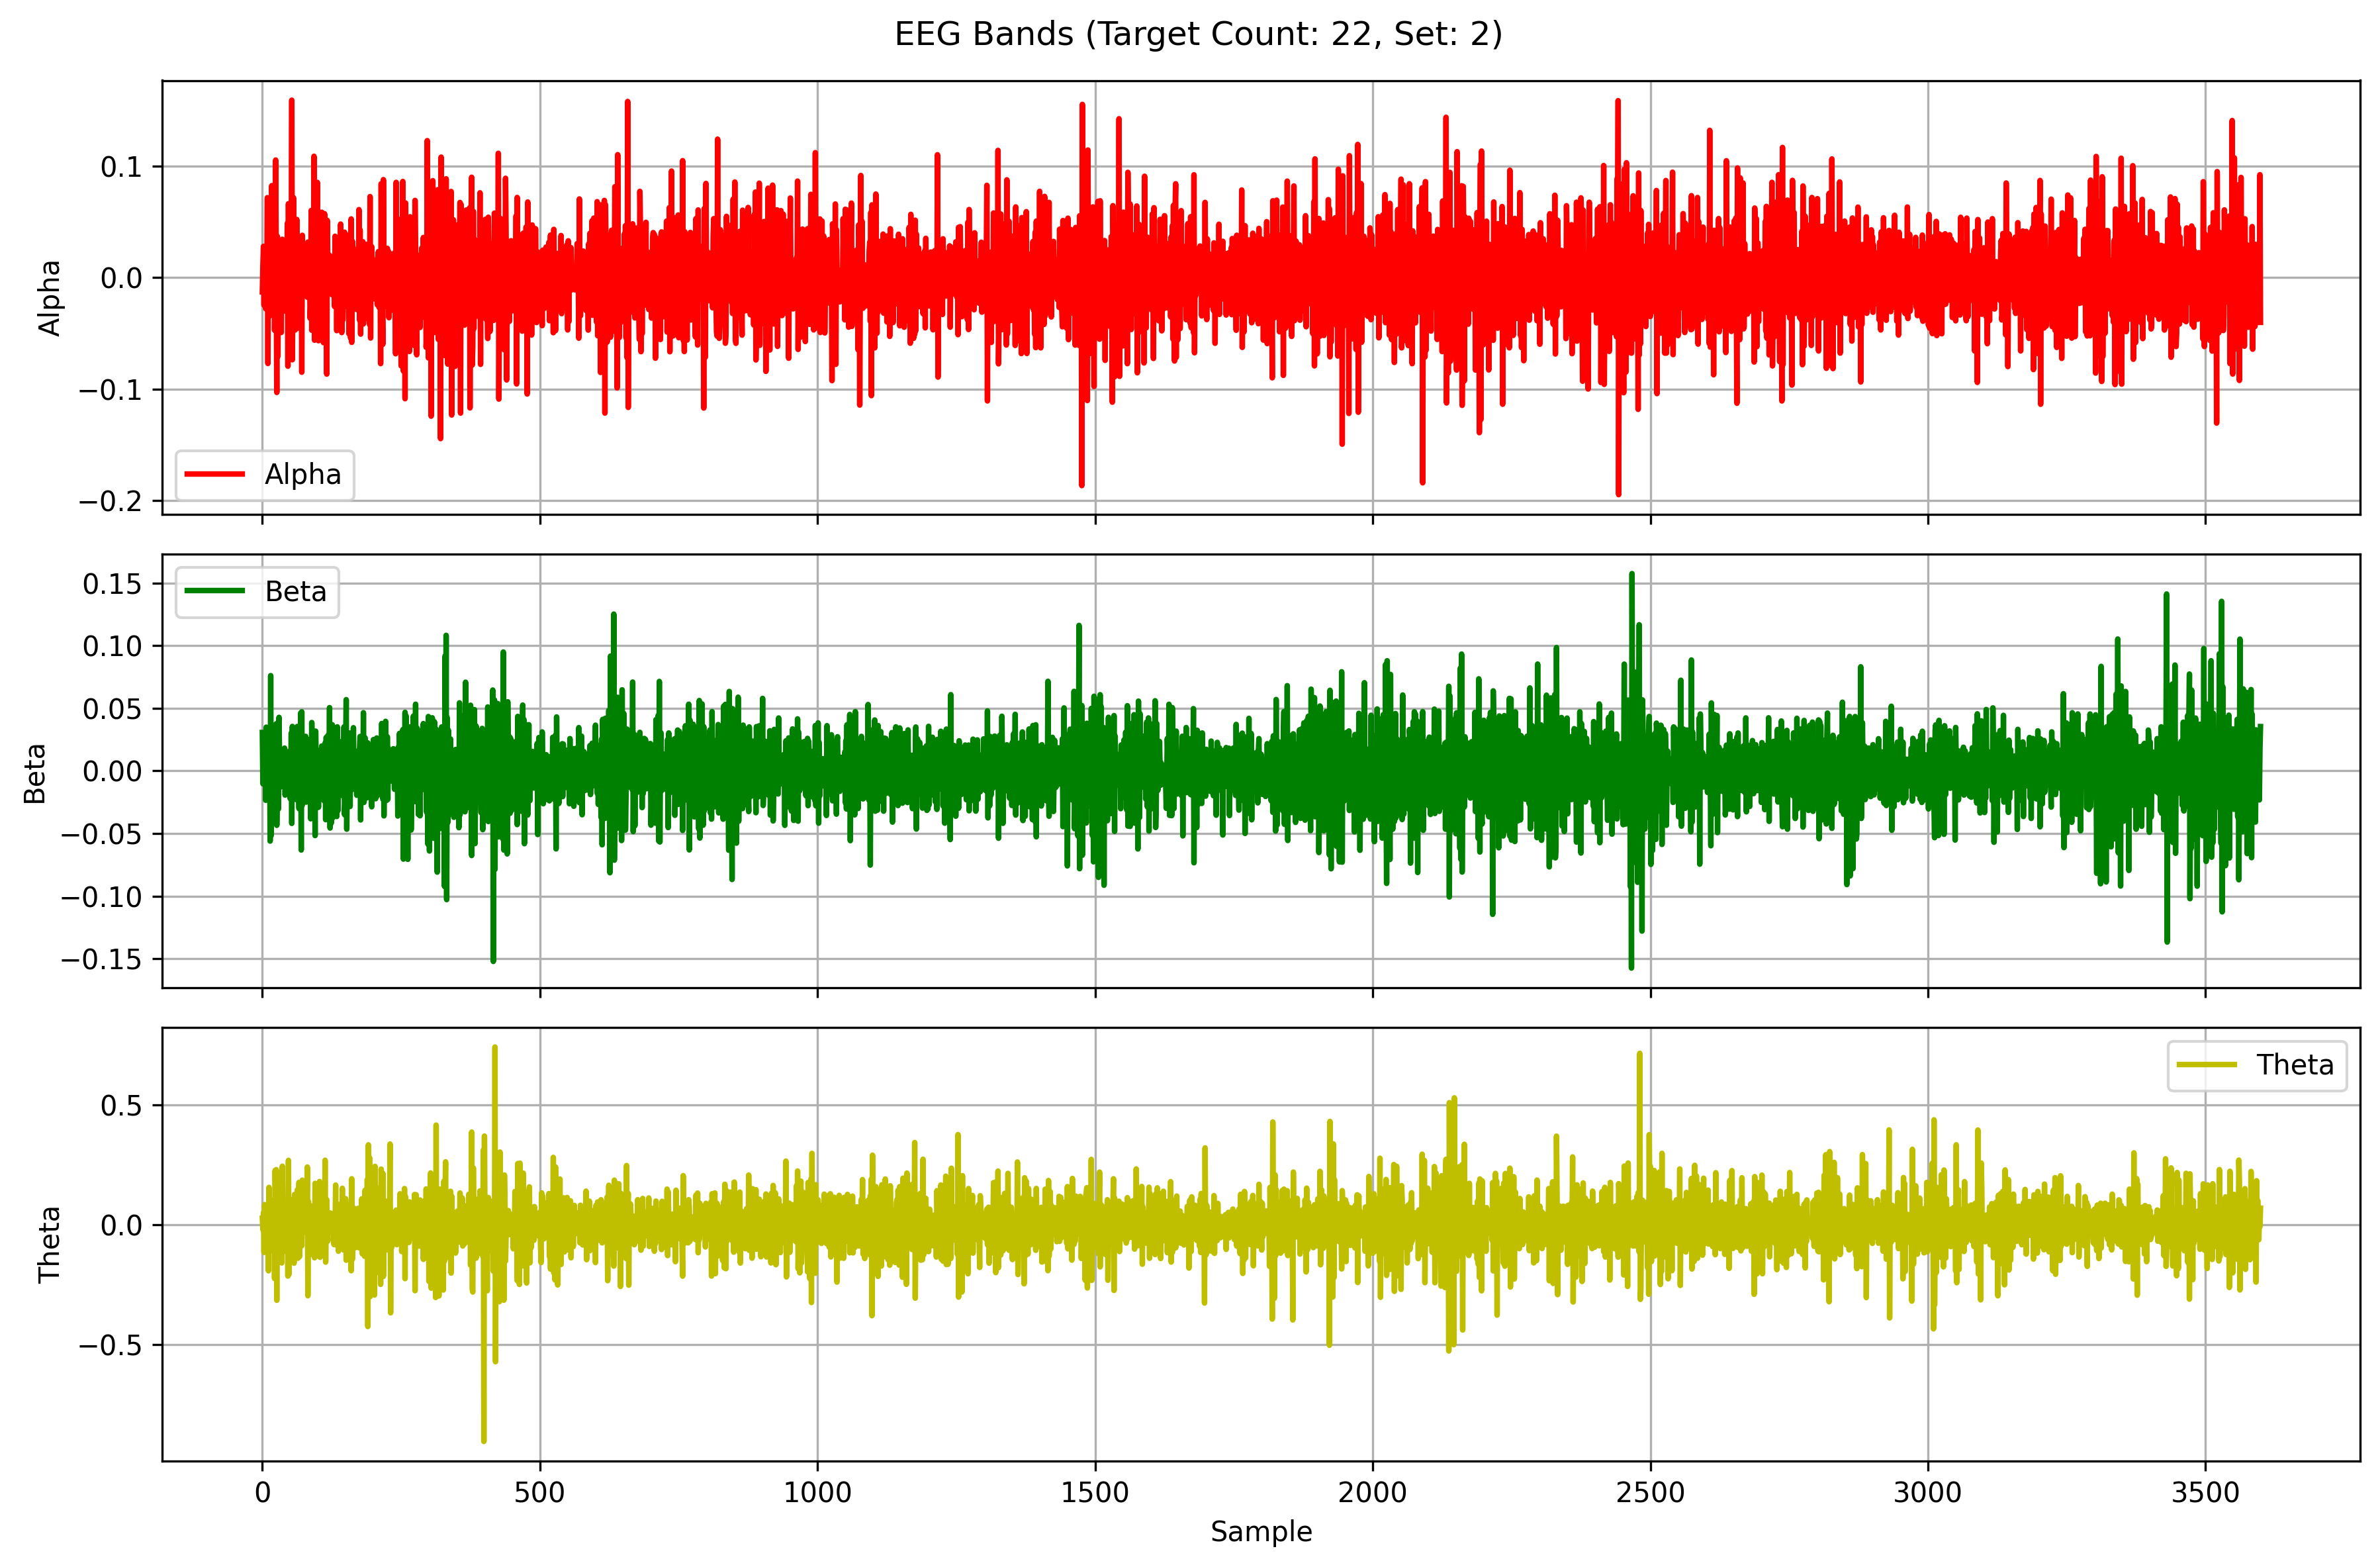 EEG Bands (Target Count: 22, Set: 2)
0.1
0.0
−0.1
−0.2
Alpha
Alpha
0.15
0.10
0.05
0.00
−0.05
−0.10
−0.15
Beta
Beta
0.5
0.0
−0.5
Theta
Theta
0 500 1000 1500 2000 2500 3000 3500
Sample